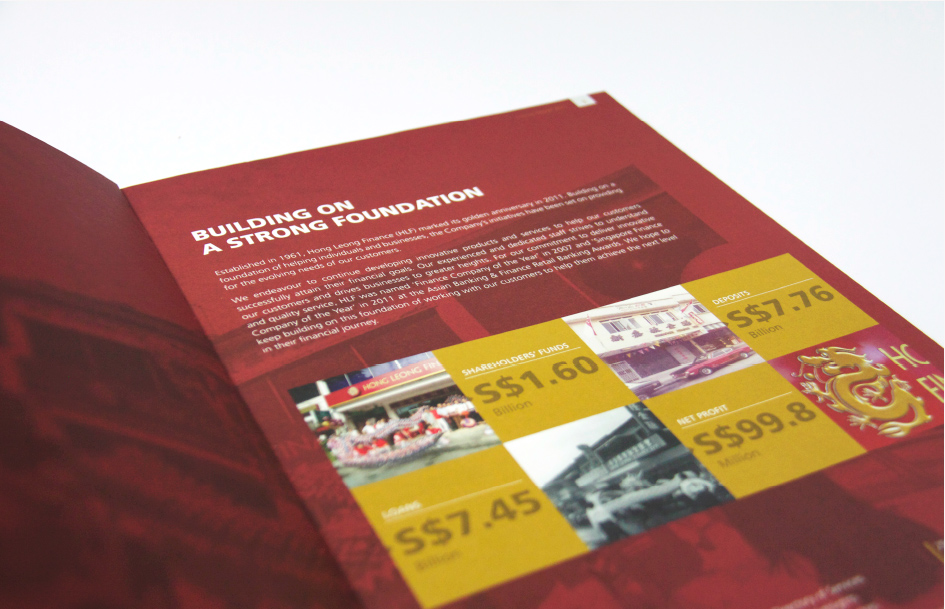 BUILDING ON
A STRONG FOUNDATION
Established in 1961, Hong Leong Finance (HLF) marked its golden anniversary in 2011. Building on a
foundation of helping individuals and businesses, the Company's initiatives have been set on providing
for the evolving needs of our customers.
We endeavour to continue developing innovative products and services to help our customers
successfully attain their financial goals. Our experienced and dedicated staff strives to understand
our customers and drives businesses to greater heights. For our commitment to deliver innovative
and quality service, HLF was named 'Finance Company of the Year' in 2007 and 'Singapore Finance
Company of the Year' in 2011 at the Asian Banking & Finance Retail Banking Awards. We hope to
keep building on this foundation of working with our customers to help them achieve the next level
in their financial journey.
DEPOSITS
S$7.76
Billion
SHAREHOLDERS' FUNDS
S$1.60
Billion
HONG LEONG FIN
HC
FI
NET PROFIT
S$99.8
Million
LOANS
S$7.45
Billion